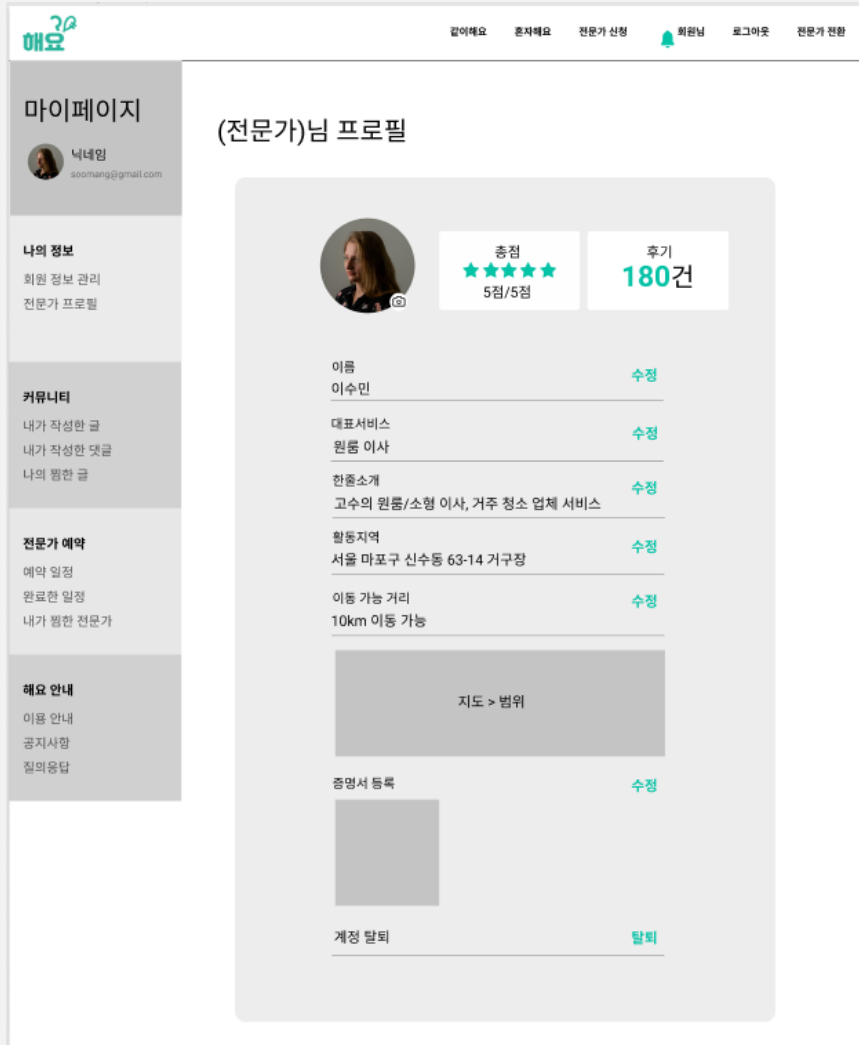 해요
같이해요 혼자해요 전문가 신청 회원님 로그아웃 전문가 전환
마이페이지
닉네임
soomang@gmail.com
나의 정보
회원 정보 관리
전문가 프로필
커뮤니티
내가 작성한 글
내가 작성한 댓글
나의 찜한 글
전문가 예약
예약 일정
완료한 일정
내가 찜한 전문가
해요 안내
이용 안내
공지사항
질의응답
(전문가)님 프로필
총점
5점/5점
후기
180건
이름
이수민
수정
대표서비스
원룸 이사
수정
한줄소개
고수의 원룸/소형 이사, 거주 청소 업체 서비스
수정
활동지역
서울 마포구 신수동 63-14 거구장
수정
이동 가능 거리
10km 이동 가능
수정
지도 > 범위
증명서 등록
수정
계정 탈퇴
탈퇴